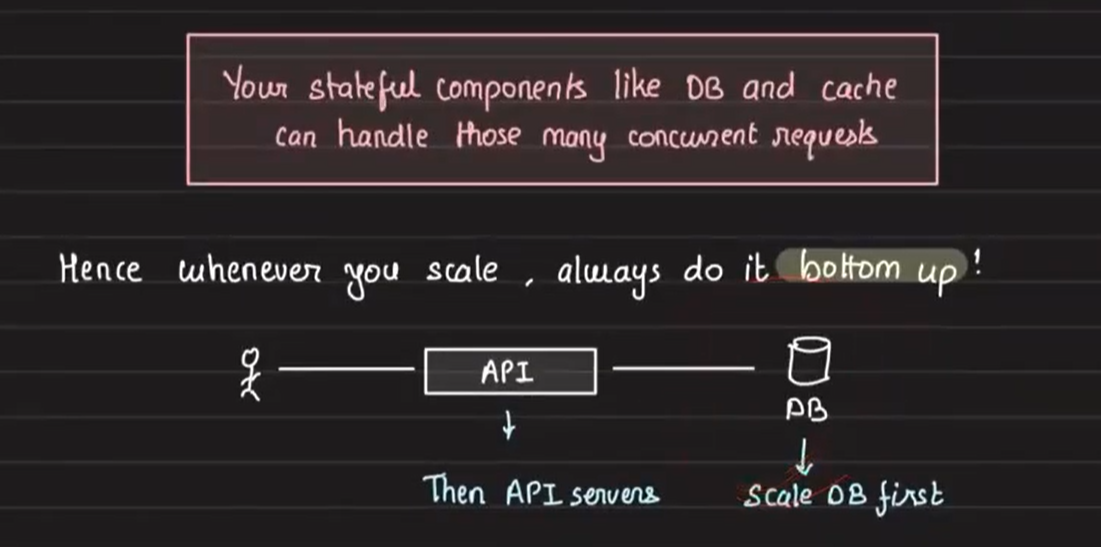 Your stateful components like DB and cache
can handle those many concurrent requests
Hence whenever you scale , always do it bottom up !
API
DB
Then API servers
Scale DB first